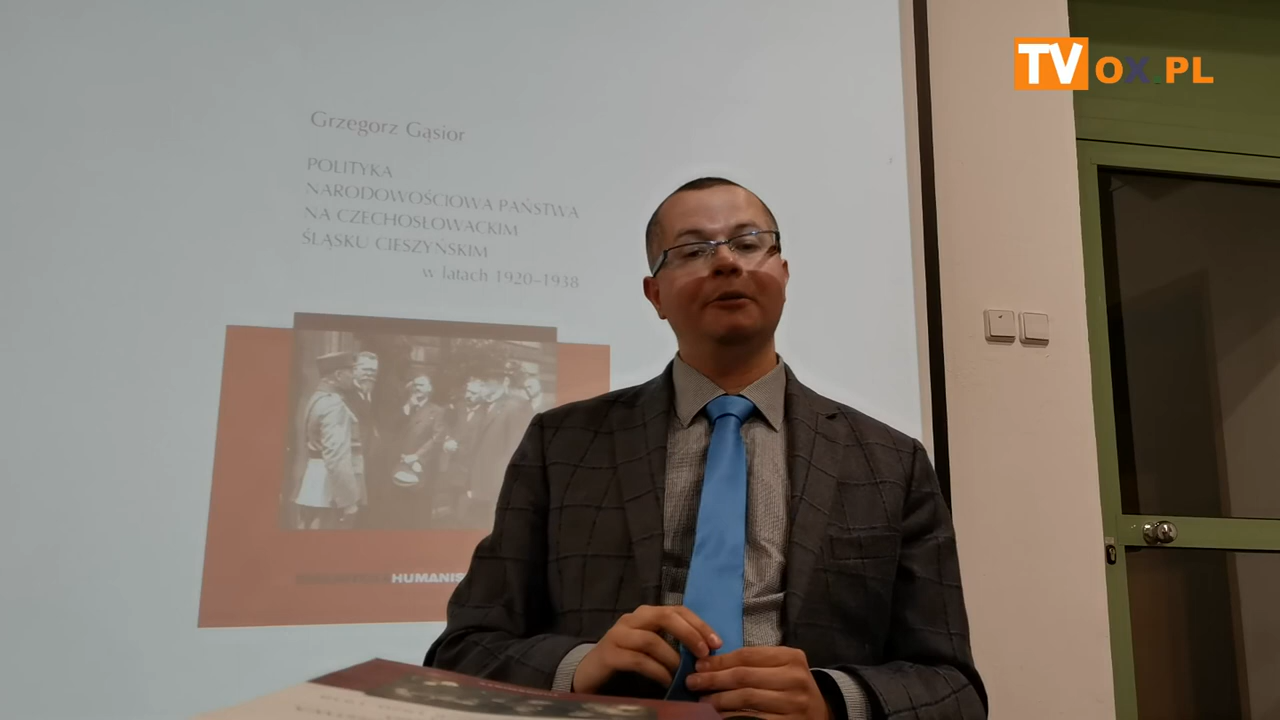 TVOX.PL
Grzegorz Gąsior
POLITYKA
NARODOWOŚCIOWA PAŃSTWA
NA CZECHOSŁOWACKIM
ŚLĄSKU CIESZYŃSKIM
w latach 1920–1938
HUMANIS